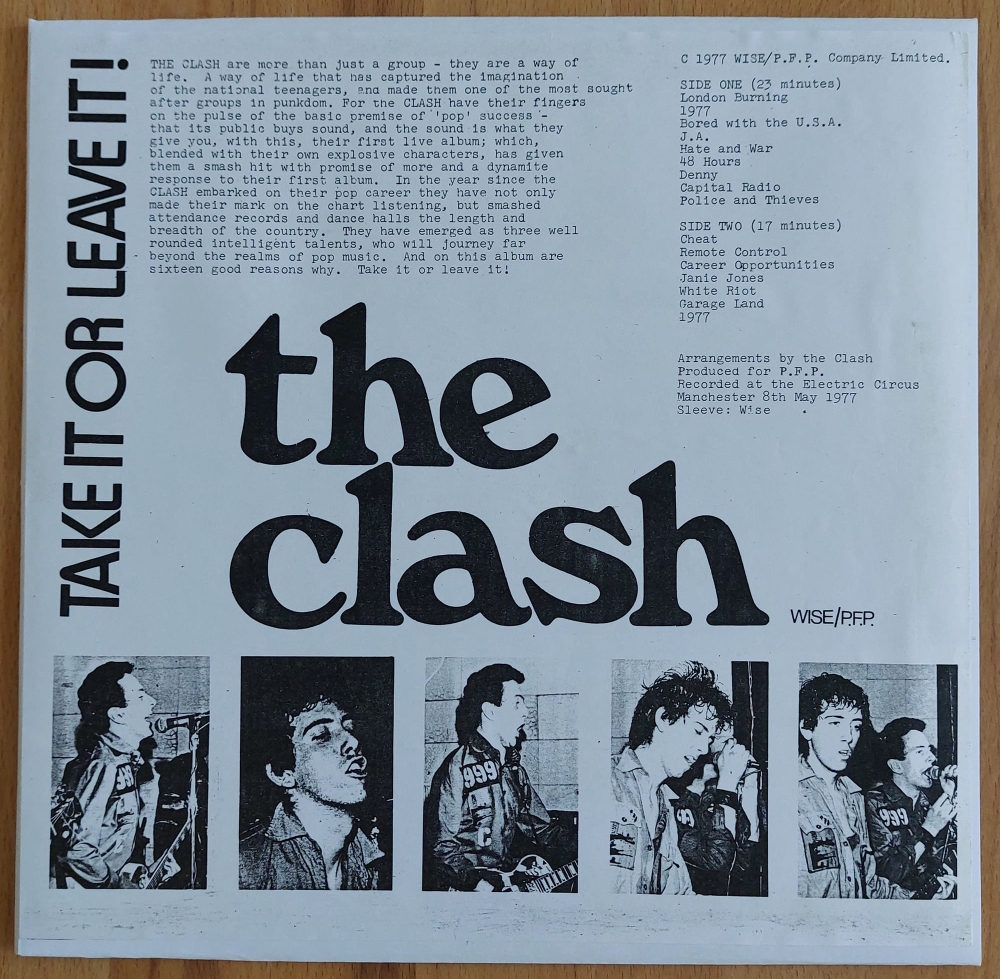 TAKE IT OR LEAVE IT!
THE CLASH are more than just a group - they are a way of
life.  A way of life that has captured the imagination
of the national teenagers, and made them one of the most sought
after groups in punkdom. For the CLASH have their fingers
on the pulse of the basic premise of 'pop' success -
that its public buys sound, and the sound is what they
give you, with this, their first live album; which,
blended with their own explosive characters, has given
them a smash hit with promise of more and a dynamite
response to their first album.  In the year since the
CLASH embarked on their pop career they have not only
made their mark on the chart listening, but smashed
attendance records and dance halls the length and
breadth of the country.  They have emerged as three well
rounded intelligent talents, who will journey far
beyond the realms of pop music.  And on this album are
sixteen good reasons why.  Take it or leave it!
C 1977 WISE/P.F.P. Company Limited.
SIDE ONE (23 minutes)
London Burning
1977
Bored with the U.S.A.
J.A.
Hate and War
48 Hours
Denny
Capital Radio
Police and Thieves
SIDE TWO (17 minutes)
Cheat
Remote Control
Career Opportunities
Janie Jones
White Riot
Garage Land
1977
Arrangements by the Clash
Produced for P.F.P.
Recorded at the Electric Circus
Manchester 8th May 1977
Sleeve: Wise
the
clash
WISE/P.F.P.
999
999
C
99
999